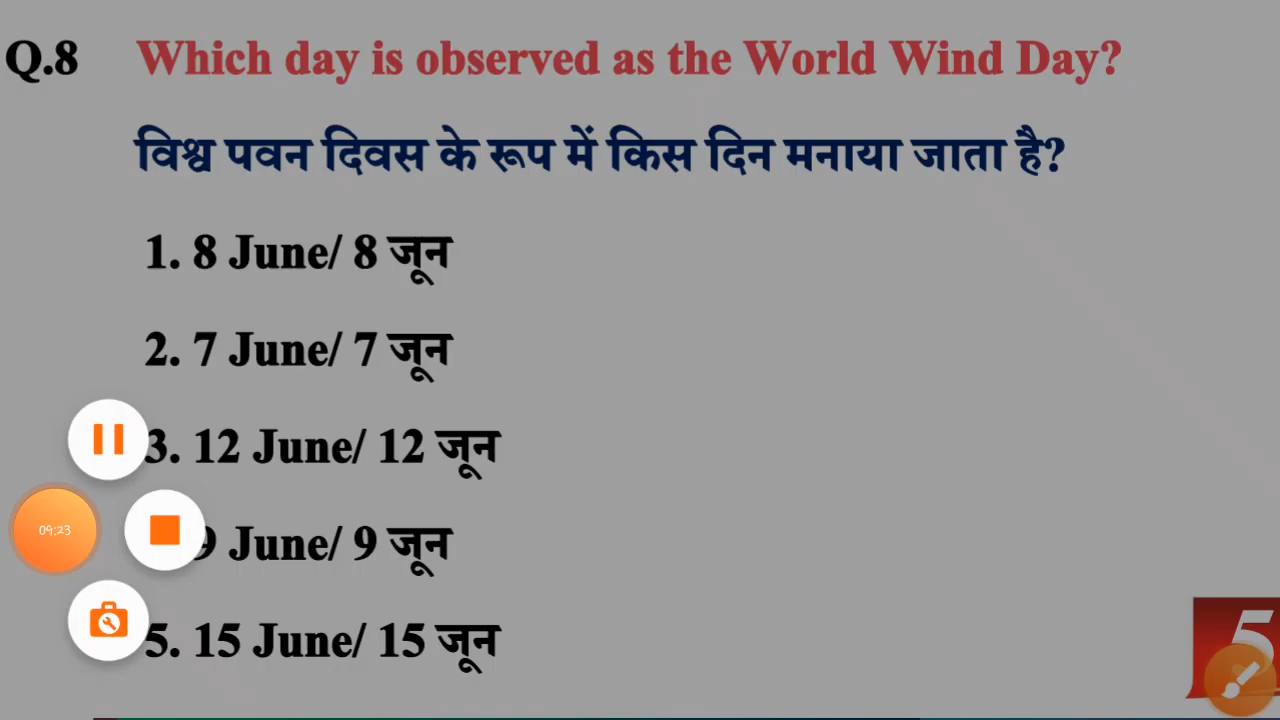 Q.8 Which day is observed as the World Wind Day?
विश्व पवन दिवस के रूप में किस दिन मनाया जाता है?
1. 8 June/ 8 जून
2. 7 June/ 7 जून
3. 12 June/ 12 जून
9 June/ 9 जून
09:23
5. 15 June/ 15 जून
5